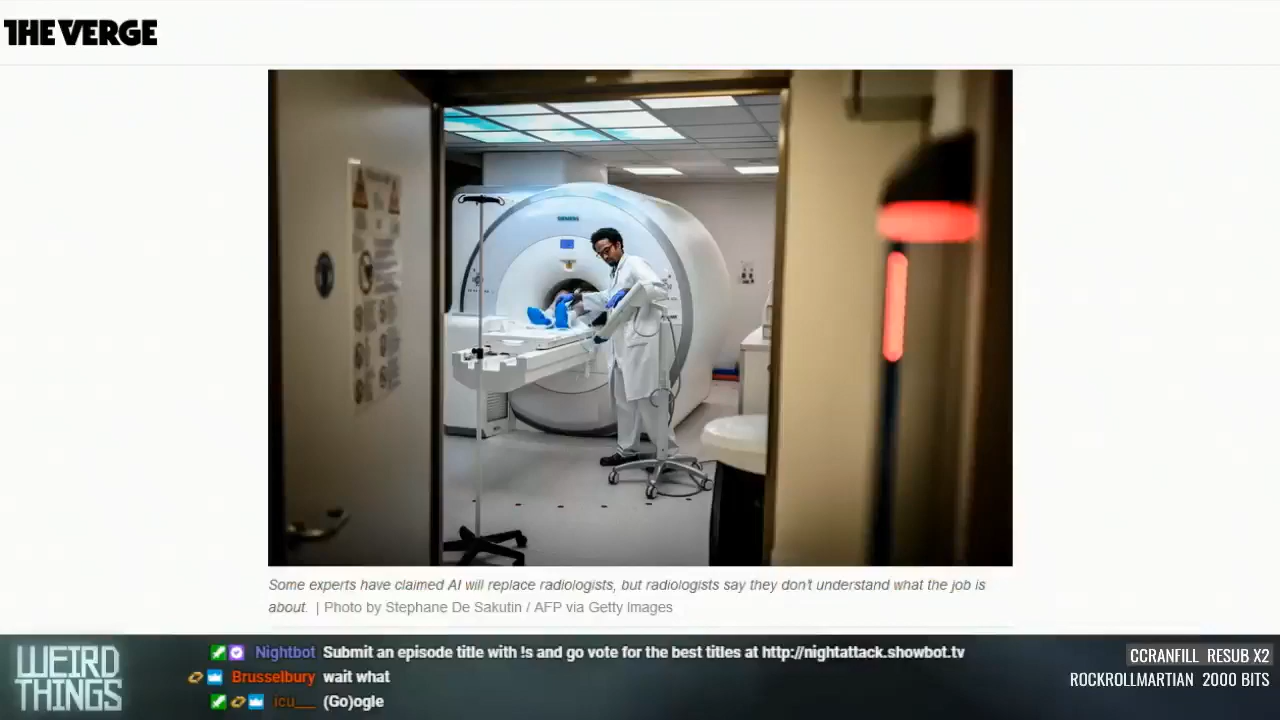 THE VERGE
SIEMENS
Some experts have claimed AI will replace radiologists, but radiologists say they don't understand what the job is
about. | Photo by Stephane De Sakutin / AFP via Getty Images
WEIRD
THINGS
Nightbot Submit an episode title with !s and go vote for the best titles at http://nightattack.showbot.tv
Brusselbury wait what
icu___ (Go)ogle
CCRANFILL RESUB X2
ROCKROLLMARTIAN 2000 BITS